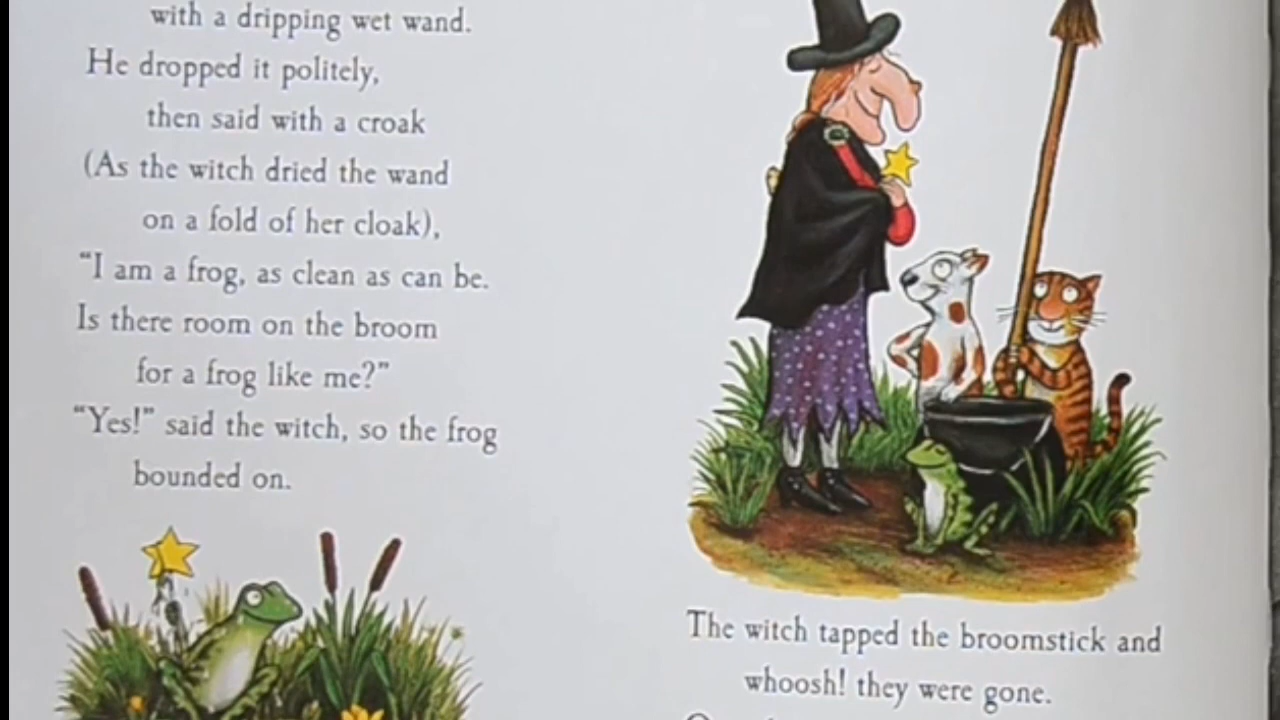 with a dripping wet wand.
He dropped it politely,
then said with a croak
(As the witch dried the wand
on a fold of her cloak),
“I am a frog, as clean as can be.
Is there room on the broom
for a frog like me?”
“Yes!” said the witch, so the frog
bounded on.
The witch tapped the broomstick and
whoosh! they were gone.